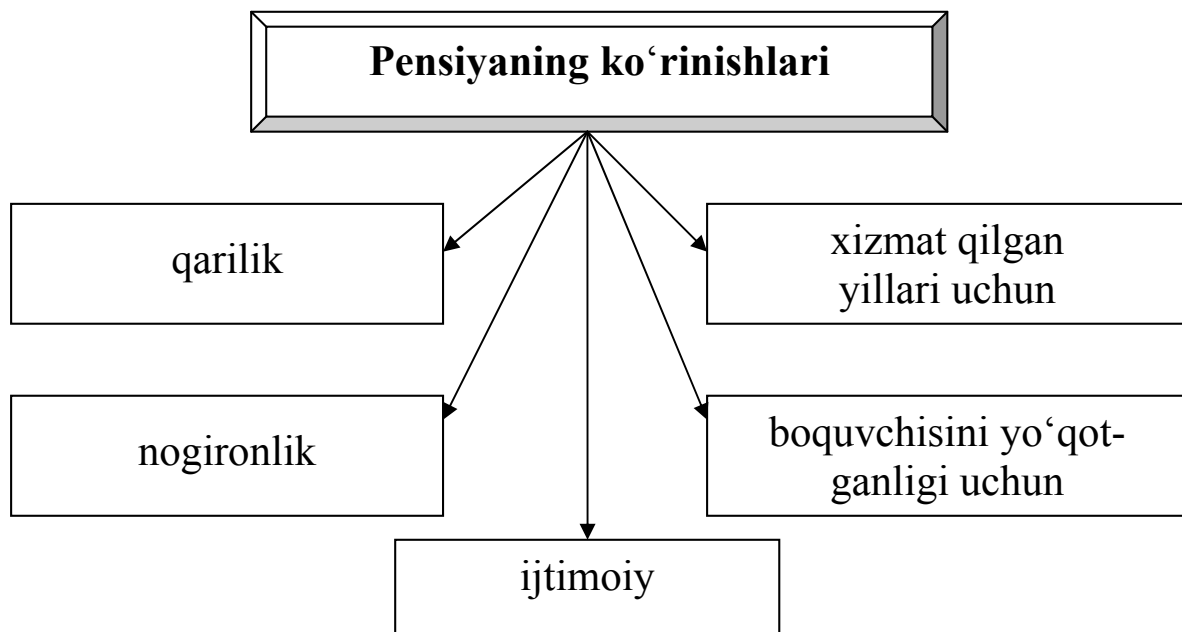 Pensiyaning ko‘rinishlari
qarilik
xizmat qilgan
yillari uchun
nogironlik
boquvchisini yo‘qot-
ganligi uchun
ijtimoiy